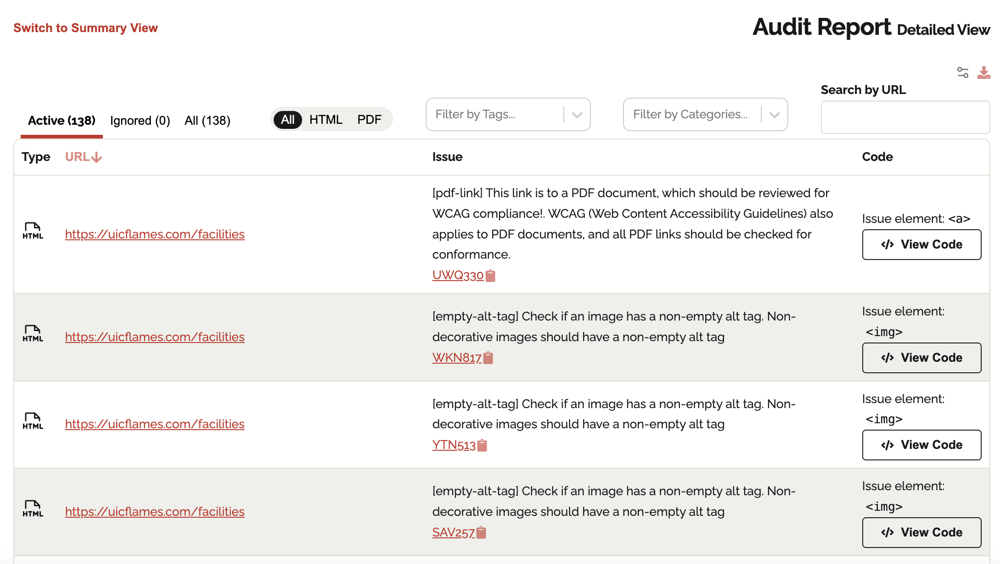 Switch to Summary View
Audit Report Detailed View
Search by URL
Active (138)
Ignored (0)
All (138)
All
HTML
PDF
Filter by Tags...
Filter by Categories...
Type
URL
Issue
Code
HTML
https://uicflames.com/facilities
[pdf-link] This link is to a PDF document, which should be reviewed for
WCAG compliance!. WCAG (Web Content Accessibility Guidelines) also
applies to PDF documents, and all PDF links should be checked for
conformance.
UWQ330
Issue element: <a>
</> View Code
HTML
https://uicflames.com/facilities
[empty-alt-tag] Check if an image has a non-empty alt tag. Non-
decorative images should have a non-empty alt tag
WKN817
Issue element:
<img>
</> View Code
HTML
https://uicflames.com/facilities
[empty-alt-tag] Check if an image has a non-empty alt tag. Non-
decorative images should have a non-empty alt tag
YTN513
Issue element:
<img>
</> View Code
HTML
https://uicflames.com/facilities
[empty-alt-tag] Check if an image has a non-empty alt tag. Non-
decorative images should have a non-empty alt tag
SAV257
Issue element:
<img>
</> View Code